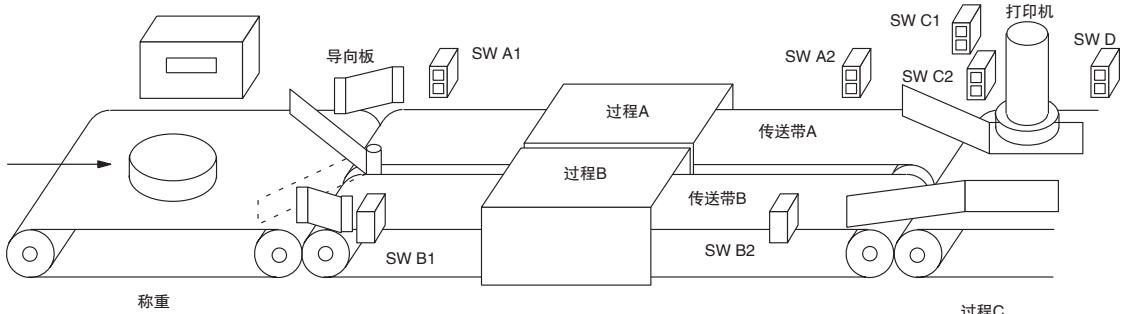 SW C1
打印机
导向板
SW A1
SW A2
SW C2
SW D
过程A
传送带A
过程B
传送带B
SW B1
SW B2
称重
过程C